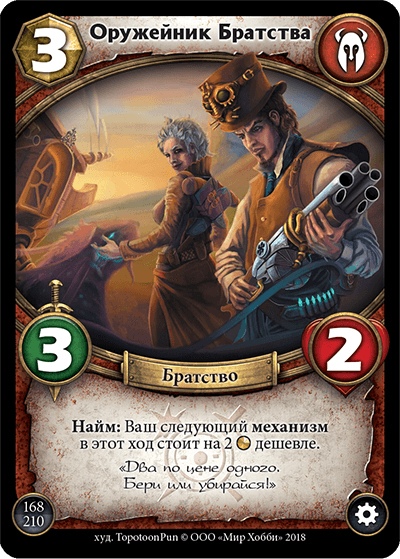 3
Оружейник Братства
3
2
Братство
Найм: Ваш следующий механизм
в этот ход стоит на 2 дешевле.
«Два по цене одного.
Бери или убирайся!»
168
210
худ. TopotoonPun © ООО «Мир Хобби» 2018